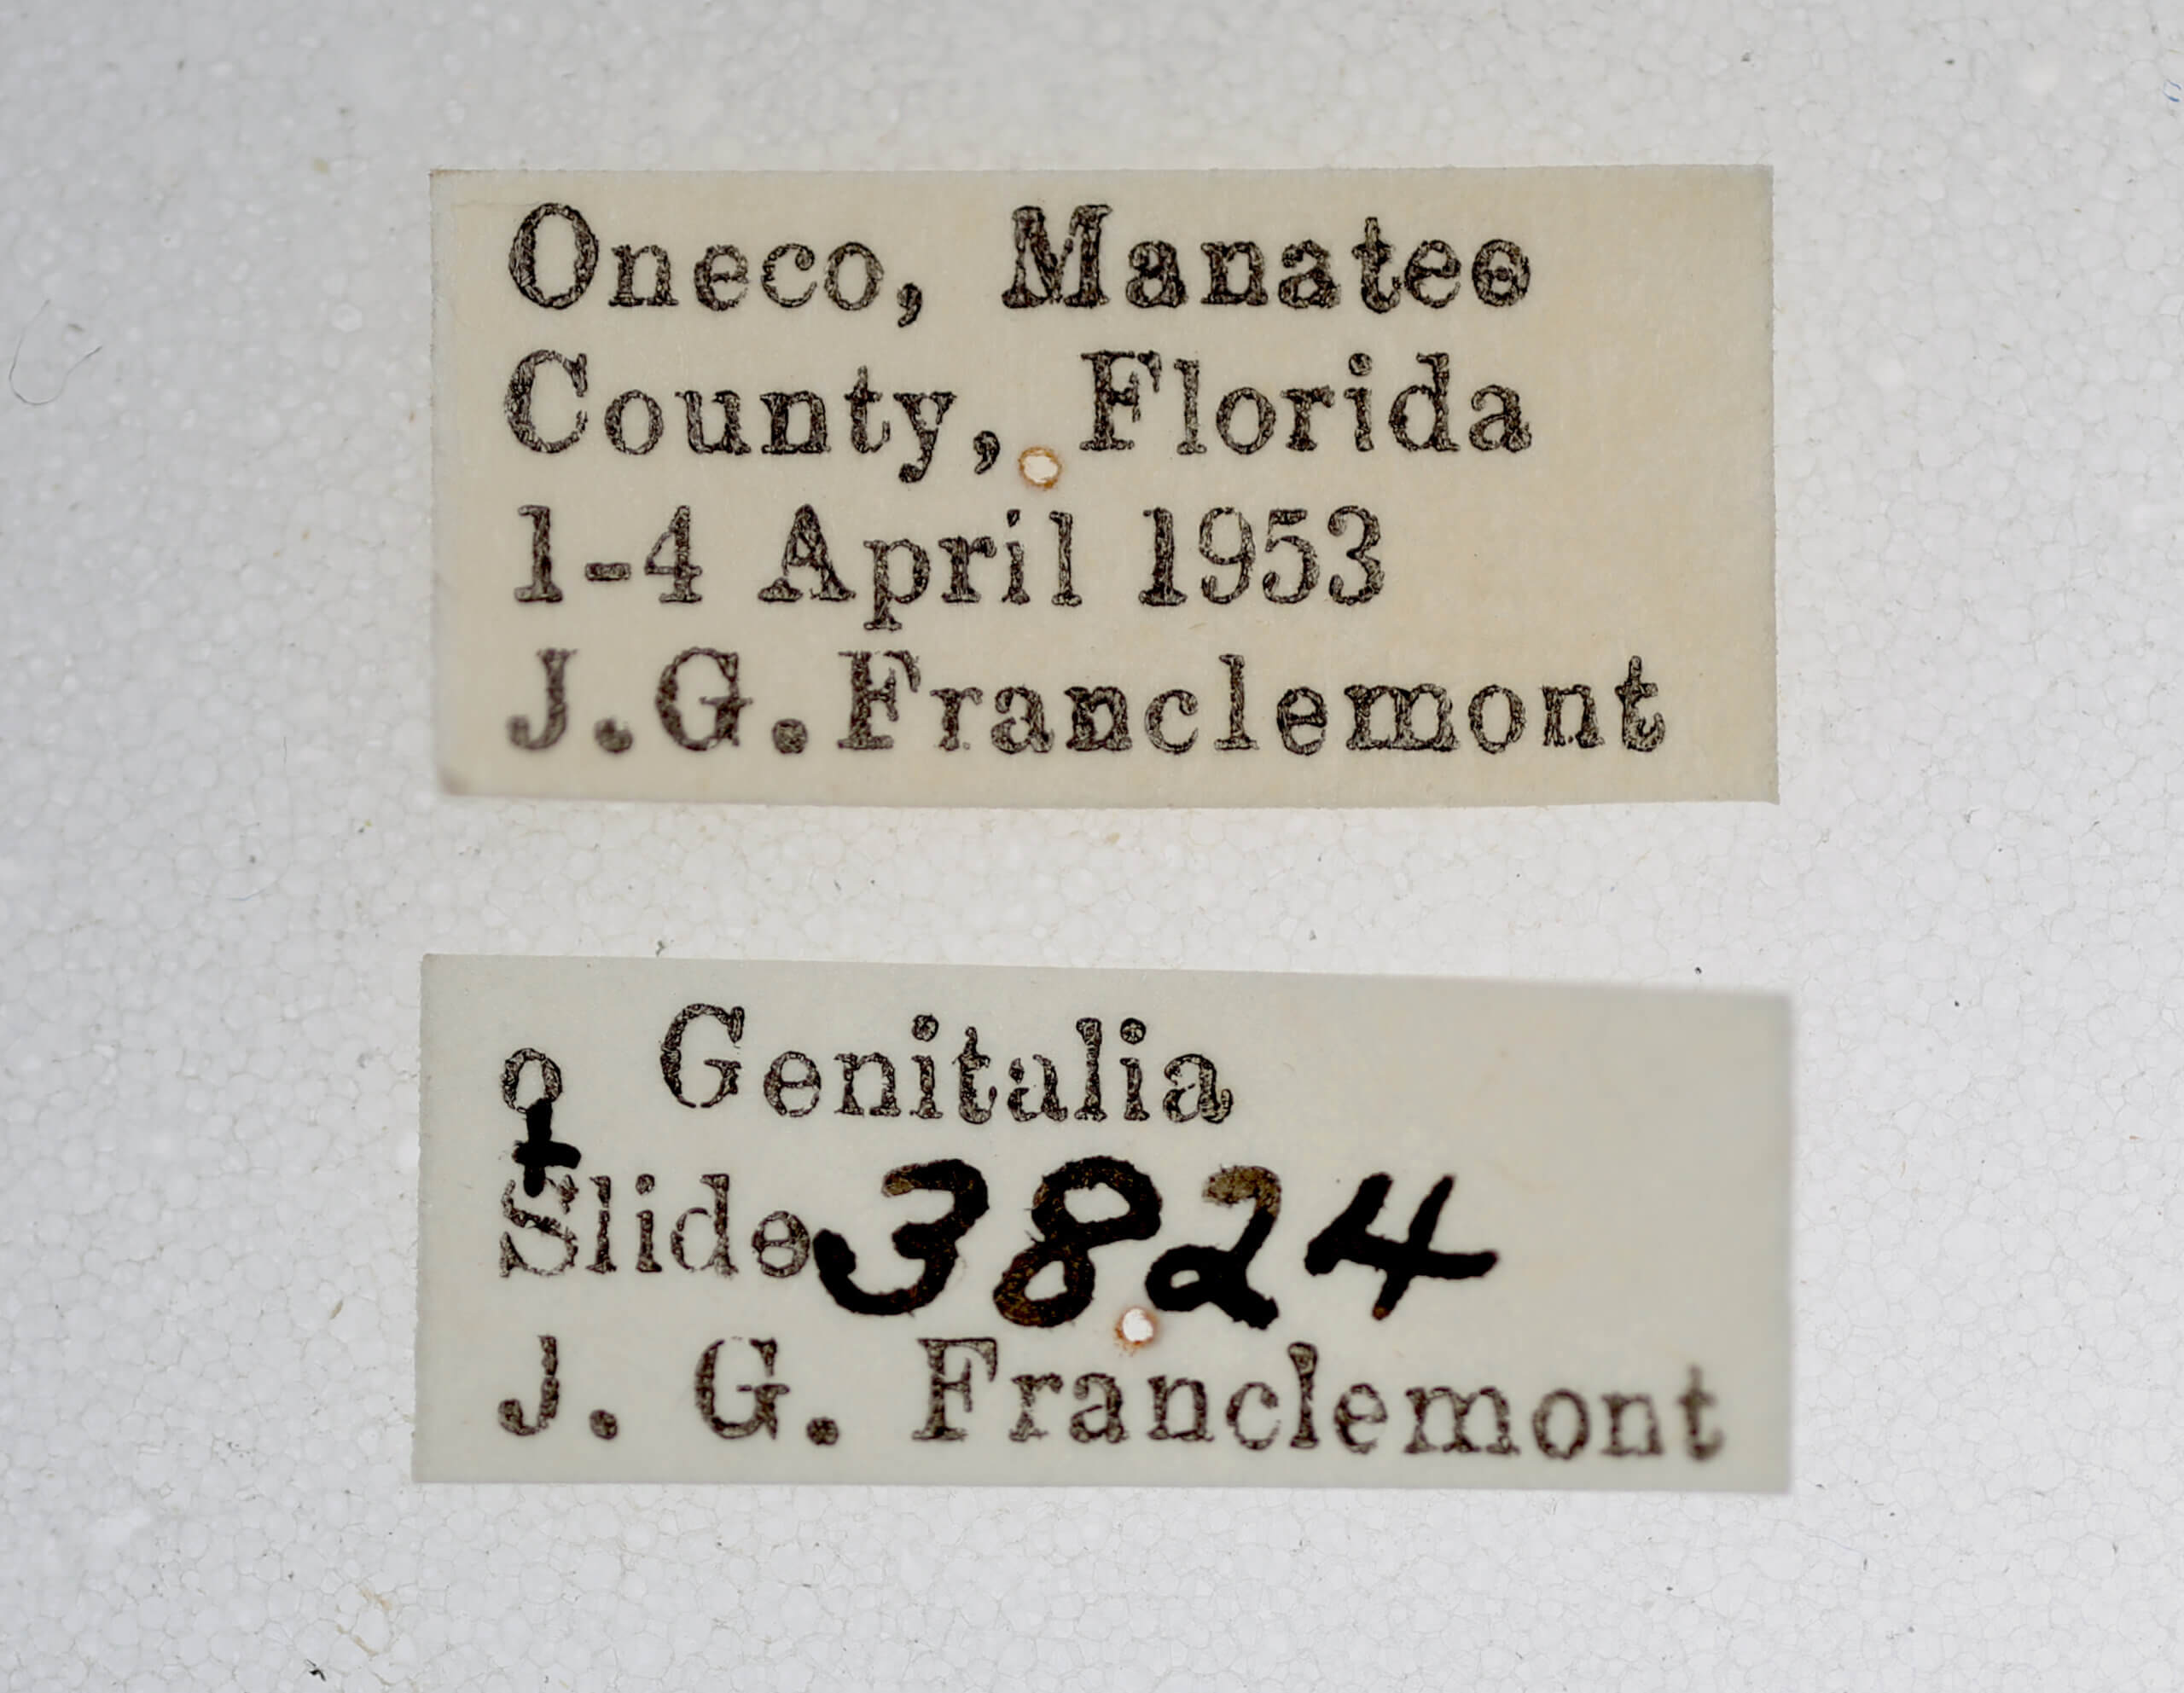 Oneco, Manatee
County, Florida
1-4 April 1953
J.G.Franclemont
♀ Genitalia
Slide 3824
J. G. Franclemont